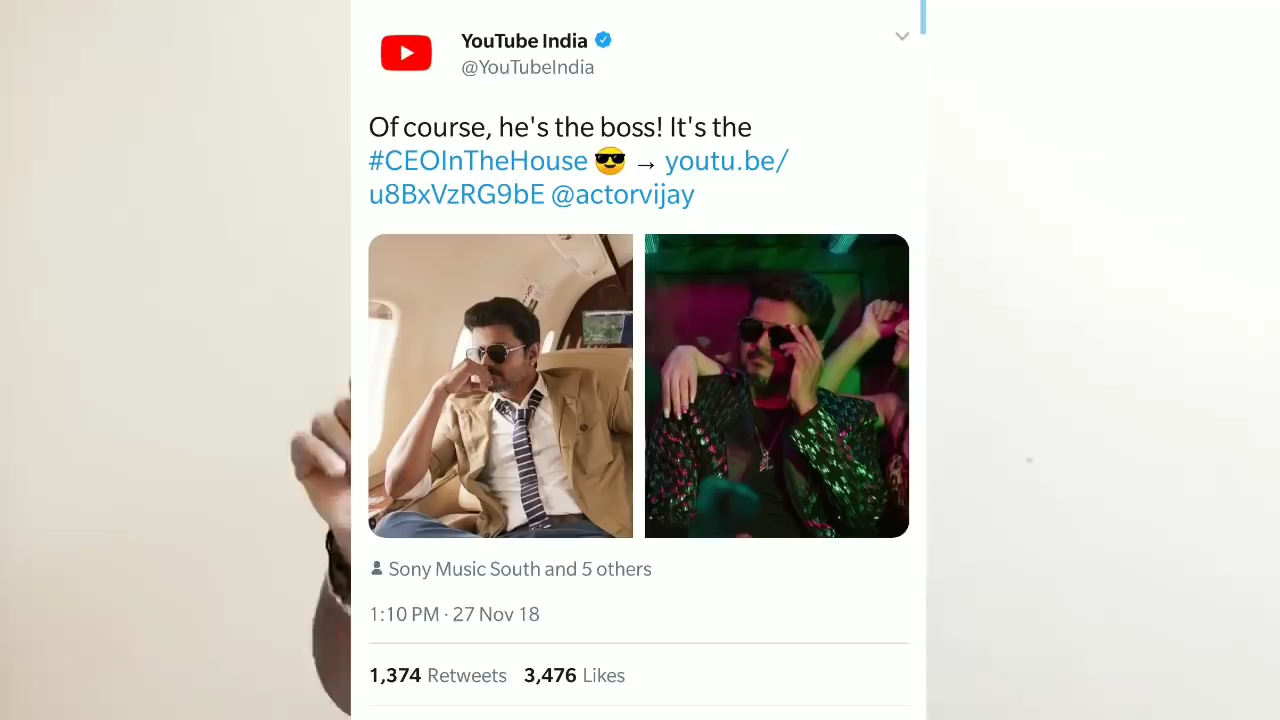 YouTube India
@YouTubeIndia
Of course, he's the boss! It's the
#CEOInTheHouse 😎 → youtu.be/
u8BxVzRG9bE @actorvijay
EXIT
Sony Music South and 5 others
1:10 PM · 27 Nov 18
1,374 Retweets 3,476 Likes